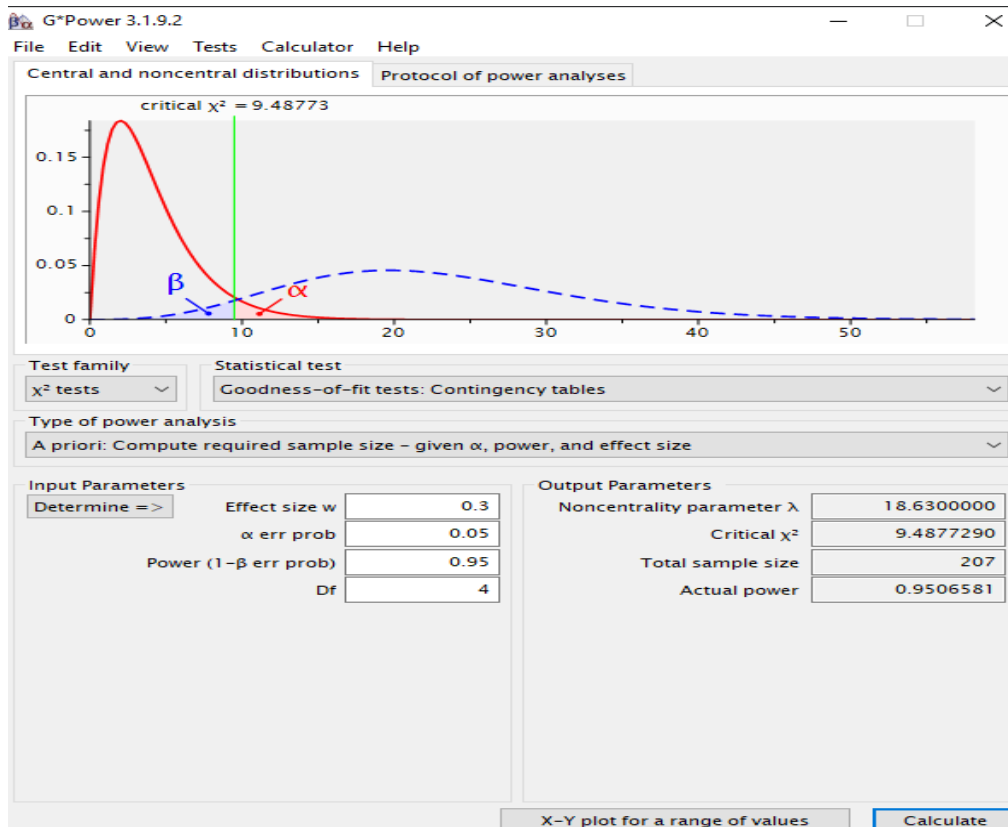 G*Power 3.1.9.2
File Edit View Tests Calculator Help
Central and noncentral distributions Protocol of power analyses
critical χ² = 9.48773
0.15
0.1
0.05
0
β
α
0 10 20 30 40 50
Test family Statistical test
χ² tests Goodness-of-fit tests: Contingency tables
Type of power analysis
A priori: Compute required sample size - given α, power, and effect size
Input Parameters
Determine => Effect size w 0.3
α err prob 0.05
Power (1-β err prob) 0.95
Df 4
Output Parameters
Noncentrality parameter λ 18.6300000
Critical χ² 9.4877290
Total sample size 207
Actual power 0.9506581
X-Y plot for a range of values Calculate